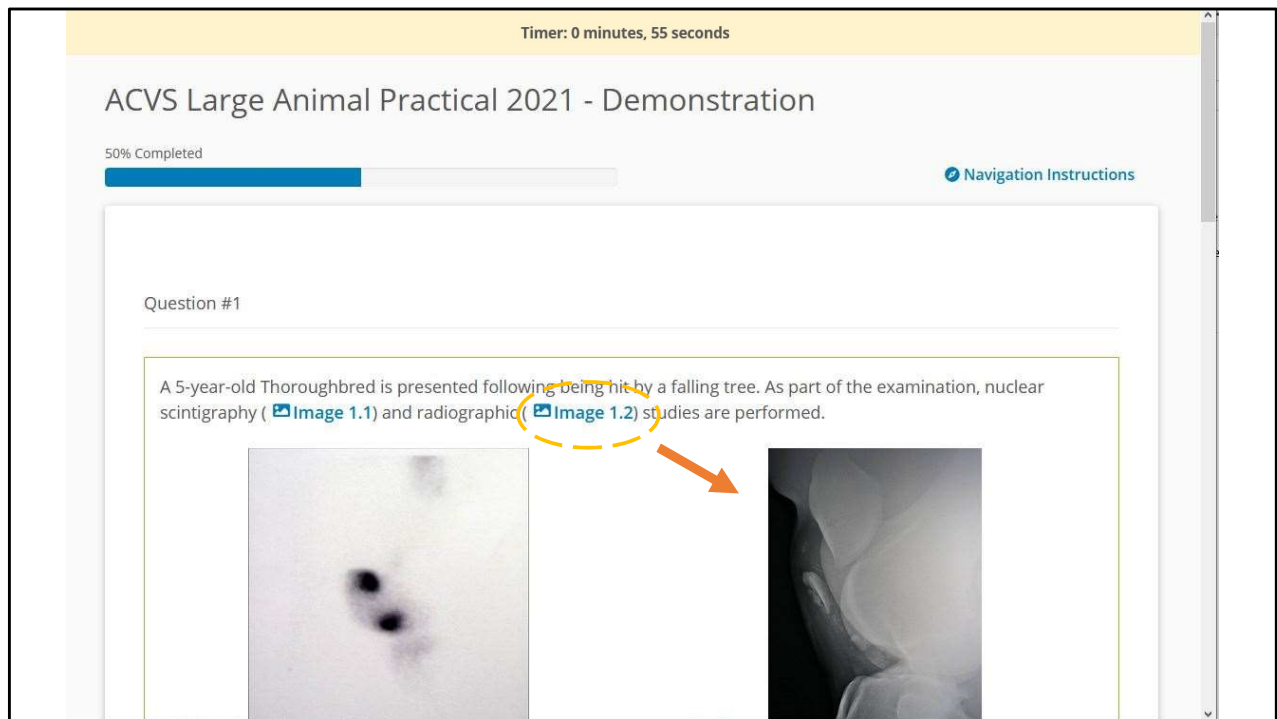 Timer: 0 minutes, 55 seconds
ACVS Large Animal Practical 2021 - Demonstration
50% Completed
Navigation Instructions
Question #1
A 5-year-old Thoroughbred is presented following being hit by a falling tree. As part of the examination, nuclear
scintigraphy ( Image 1.1) and radiographic ( Image 1.2) studies are performed.